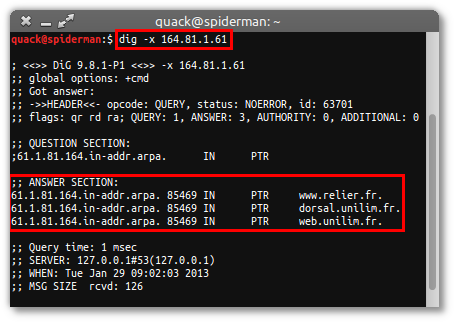 quack@spiderman: ~
quack@spiderman:$ dig -x 164.81.1.61
; <<>> DiG 9.8.1-P1 <<>> -x 164.81.1.61
;; global options: +cmd
;; Got answer:
;; ->>HEADER<<- opcode: QUERY, status: NOERROR, id: 63701
;; flags: qr rd ra; QUERY: 1, ANSWER: 3, AUTHORITY: 0, ADDITIONAL: 0
;; QUESTION SECTION:
;61.1.81.164.in-addr.arpa. IN PTR
;; ANSWER SECTION:
61.1.81.164.in-addr.arpa. 85469 IN PTR www.relier.fr.
61.1.81.164.in-addr.arpa. 85469 IN PTR dorsal.unilim.fr.
61.1.81.164.in-addr.arpa. 85469 IN PTR web.unilim.fr.
;; Query time: 1 msec
;; SERVER: 127.0.0.1#53(127.0.0.1)
;; WHEN: Tue Jan 29 09:02:03 2013
;; MSG SIZE rcvd: 126